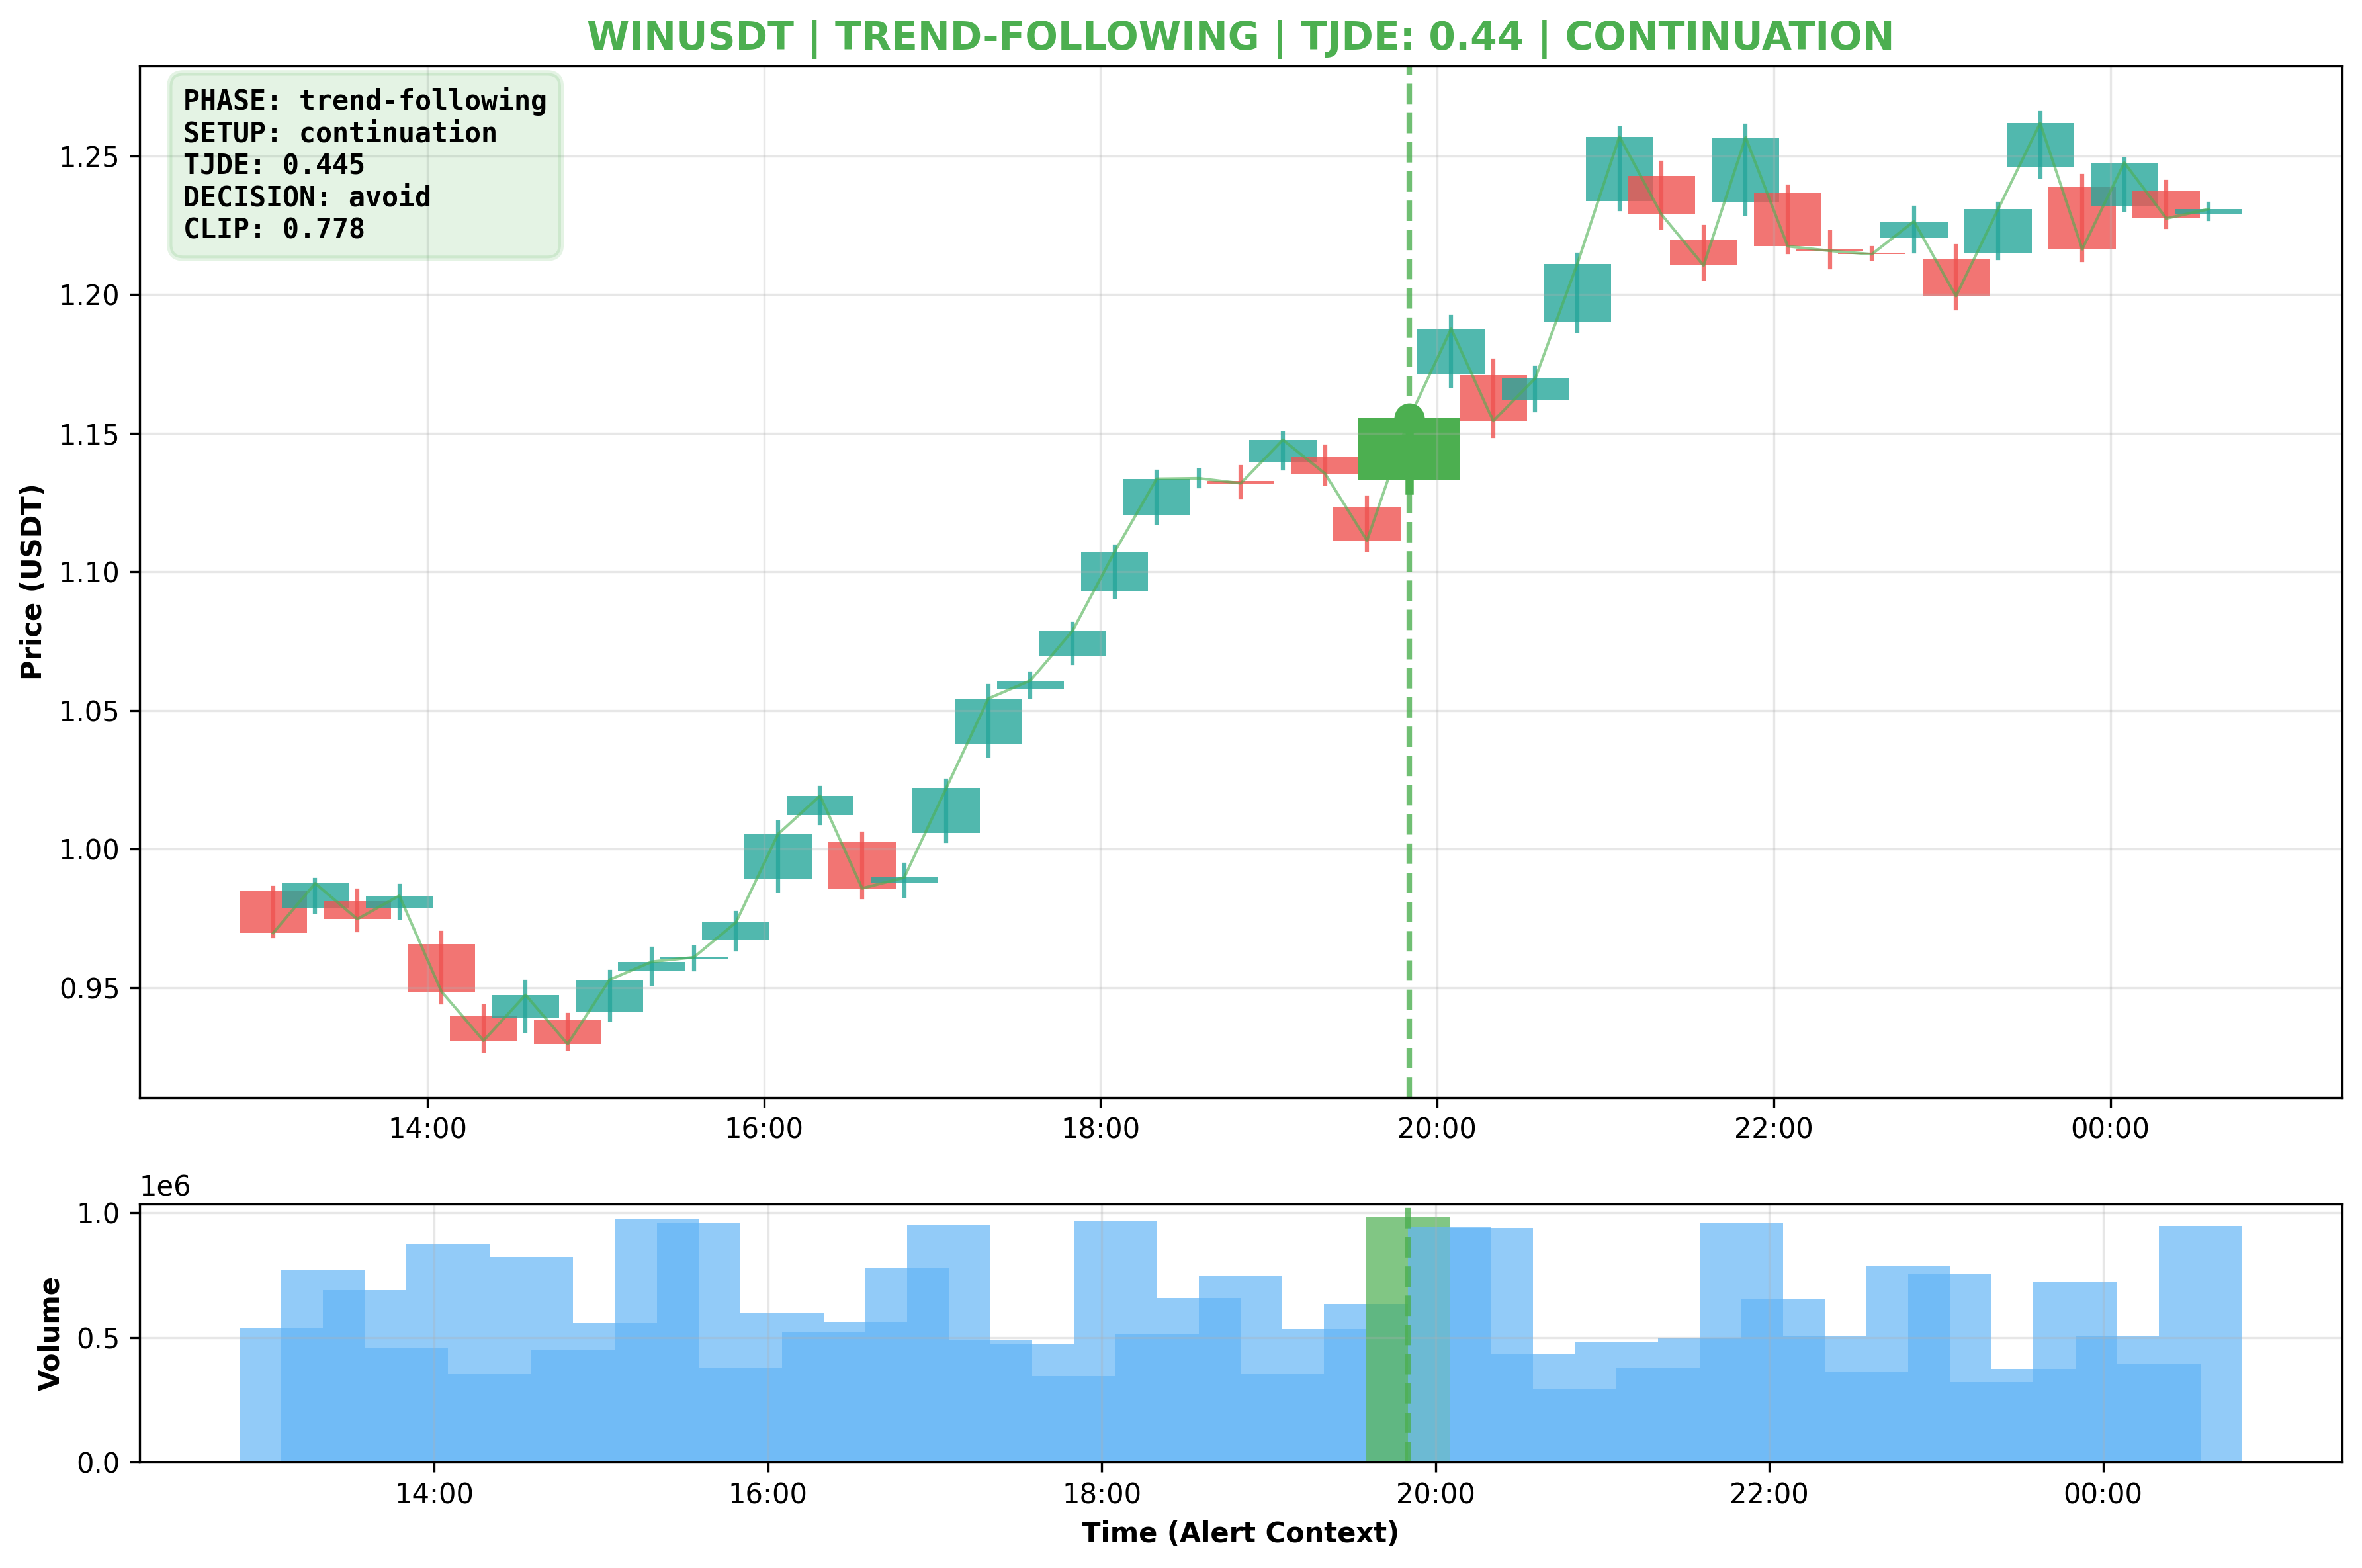 WINUSDT | TREND-FOLLOWING | TJDE: 0.44 | CONTINUATION
PHASE: trend-following
SETUP: continuation
TJDE: 0.445
DECISION: avoid
CLIP: 0.778
Price (USDT)
1.25
1.20
1.15
1.10
1.05
1.00
0.95
14:00 16:00 18:00 20:00 22:00 00:00
1e6
Volume
1.0
0.5
0.0
14:00 16:00 18:00 20:00 22:00 00:00
Time (Alert Context)